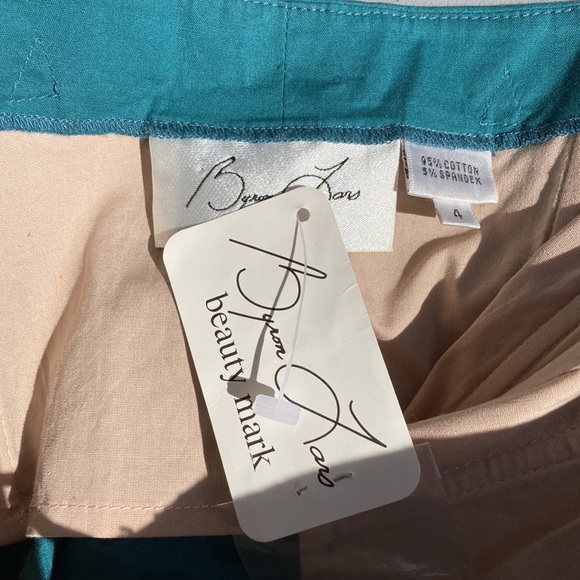 Byron Lars
95% COTTON
5% SPANDEX
4
Byron Lars
beauty mark